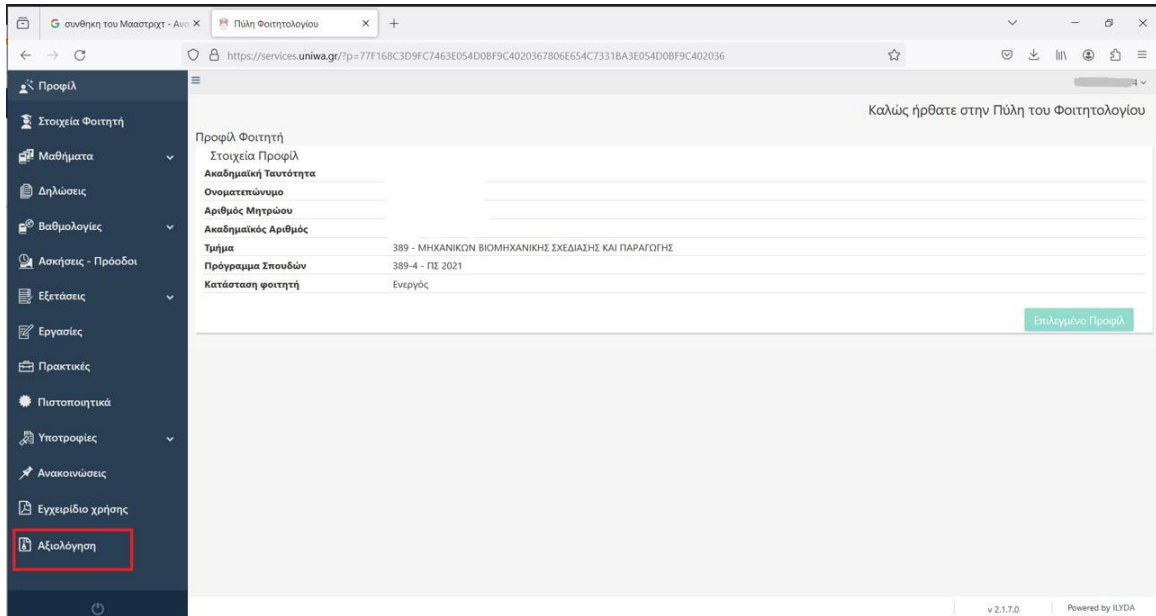 συνθηκη του Μααστριχτ - Ανα
Πύλη Φοιτητολογίου
https://services.uniwa.gr/?p=77F168C3D9FC7463E054D0BF9C4020367806E654C7331BA3E054D0BF9C402036
Προφίλ
Στοιχεία Φοιτητή
Μαθήματα
Δηλώσεις
Βαθμολογίες
Ασκήσεις - Πρόοδοι
Εξετάσεις
Εργασίες
Πρακτικές
Πιστοποιητικά
Υποτροφίες
Ανακοινώσεις
Εγχειρίδιο χρήσης
Αξιολόγηση
Καλώς ήρθατε στην Πύλη του Φοιτητολογίου
Προφίλ Φοιτητή
Στοιχεία Προφίλ
Ακαδημαϊκή Ταυτότητα
Ονοματεπώνυμο
Αριθμός Μητρώου
Ακαδημαϊκός Αριθμός
Τμήμα 389 - ΜΗΧΑΝΙΚΩΝ ΒΙΟΜΗΧΑΝΙΚΗΣ ΣΧΕΔΙΑΣΗΣ ΚΑΙ ΠΑΡΑΓΩΓΗΣ
Πρόγραμμα Σπουδών 389-4 - ΠΣ 2021
Κατάσταση φοιτητή Ενεργός
Επιλεγμένο Προφίλ
v 2.1.7.0 Powered by ILYDA